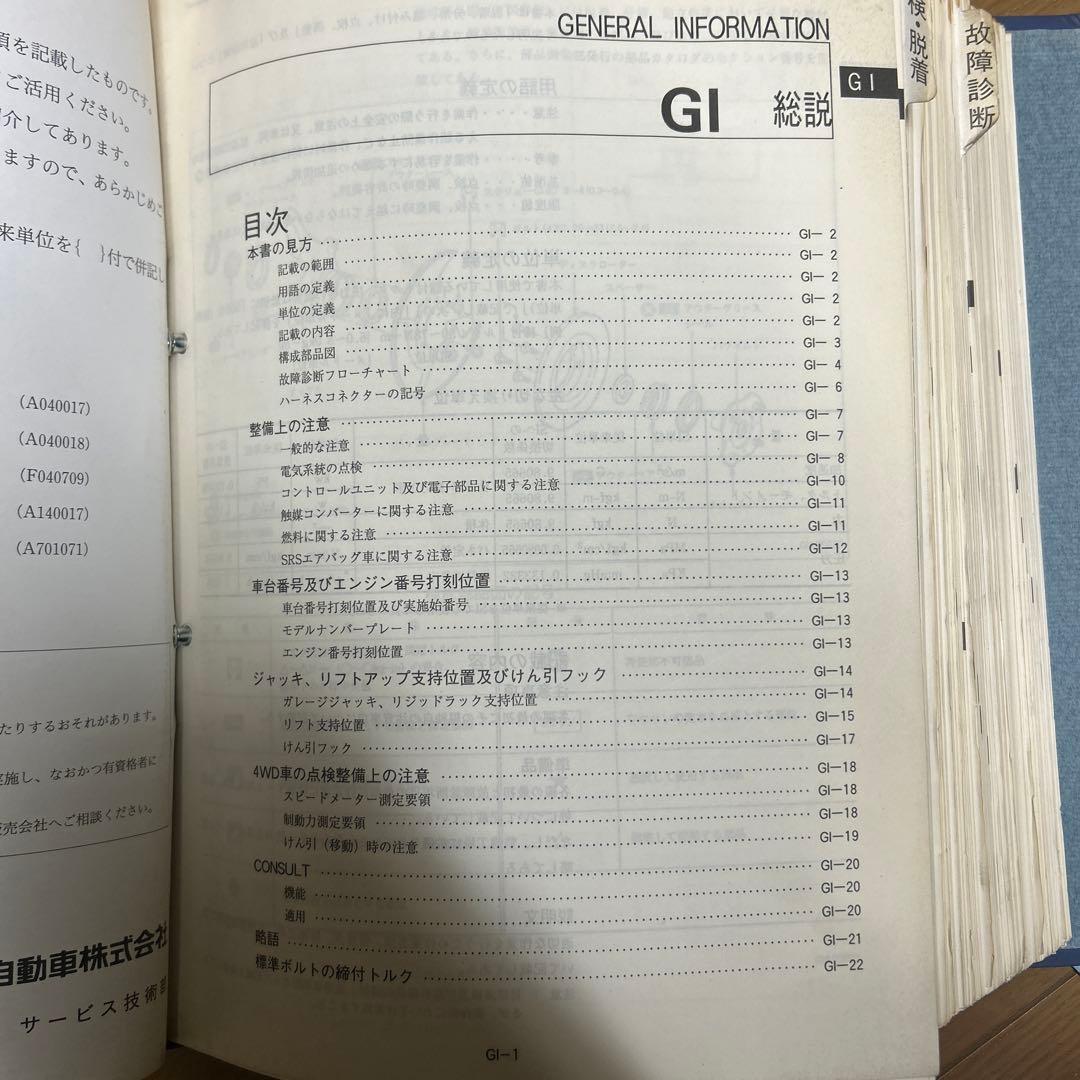 項を記載したものです。
ご活用ください。
介してあります。
ますので、あらかじめご
来単位を{ }付で併記し
(A040017)
(A040018)
(F040709)
(A140017)
(A701071)
たりするおそれがあります。
実施し、なおかつ有資格者に
販売会社へご相談ください。
自動車株式会社
サービス技術部
GENERAL INFORMATION
GI 総説
目次
本書の見方 GI― 2
記載の範囲 GI― 2
用語の定義 GI― 2
単位の定義 GI― 2
記載の内容 GI― 2
構成部品図 GI― 3
故障診断フローチャート GI― 4
ハーネスコネクターの記号 GI― 6
整備上の注意 GI― 7
一般的な注意 GI― 7
電気系統の点検 GI― 8
コントロールユニット及び電子部品に関する注意 GI―10
触媒コンバーターに関する注意 GI―11
燃料に関する注意 GI―11
SRSエアバッグ車に関する注意 GI―12
車台番号及びエンジン番号打刻位置 GI―13
車台番号打刻位置及び実施始番号 GI―13
モデルナンバープレート GI―13
エンジン番号打刻位置 GI―13
ジャッキ、リフトアップ支持位置及びけん引フック GI―14
ガレージジャッキ、リジッドラック支持位置 GI―14
リフト支持位置 GI―15
けん引フック GI―17
4WD車の点検整備上の注意 GI―18
スピードメーター測定要領 GI―18
制動力測定要領 GI―18
けん引（移動）時の注意 GI―19
CONSULT GI―20
機能 GI―20
適用 GI―20
略語 GI―21
標準ボルトの締付トルク GI―22
GI―1
GI
検・脱着
故障診断